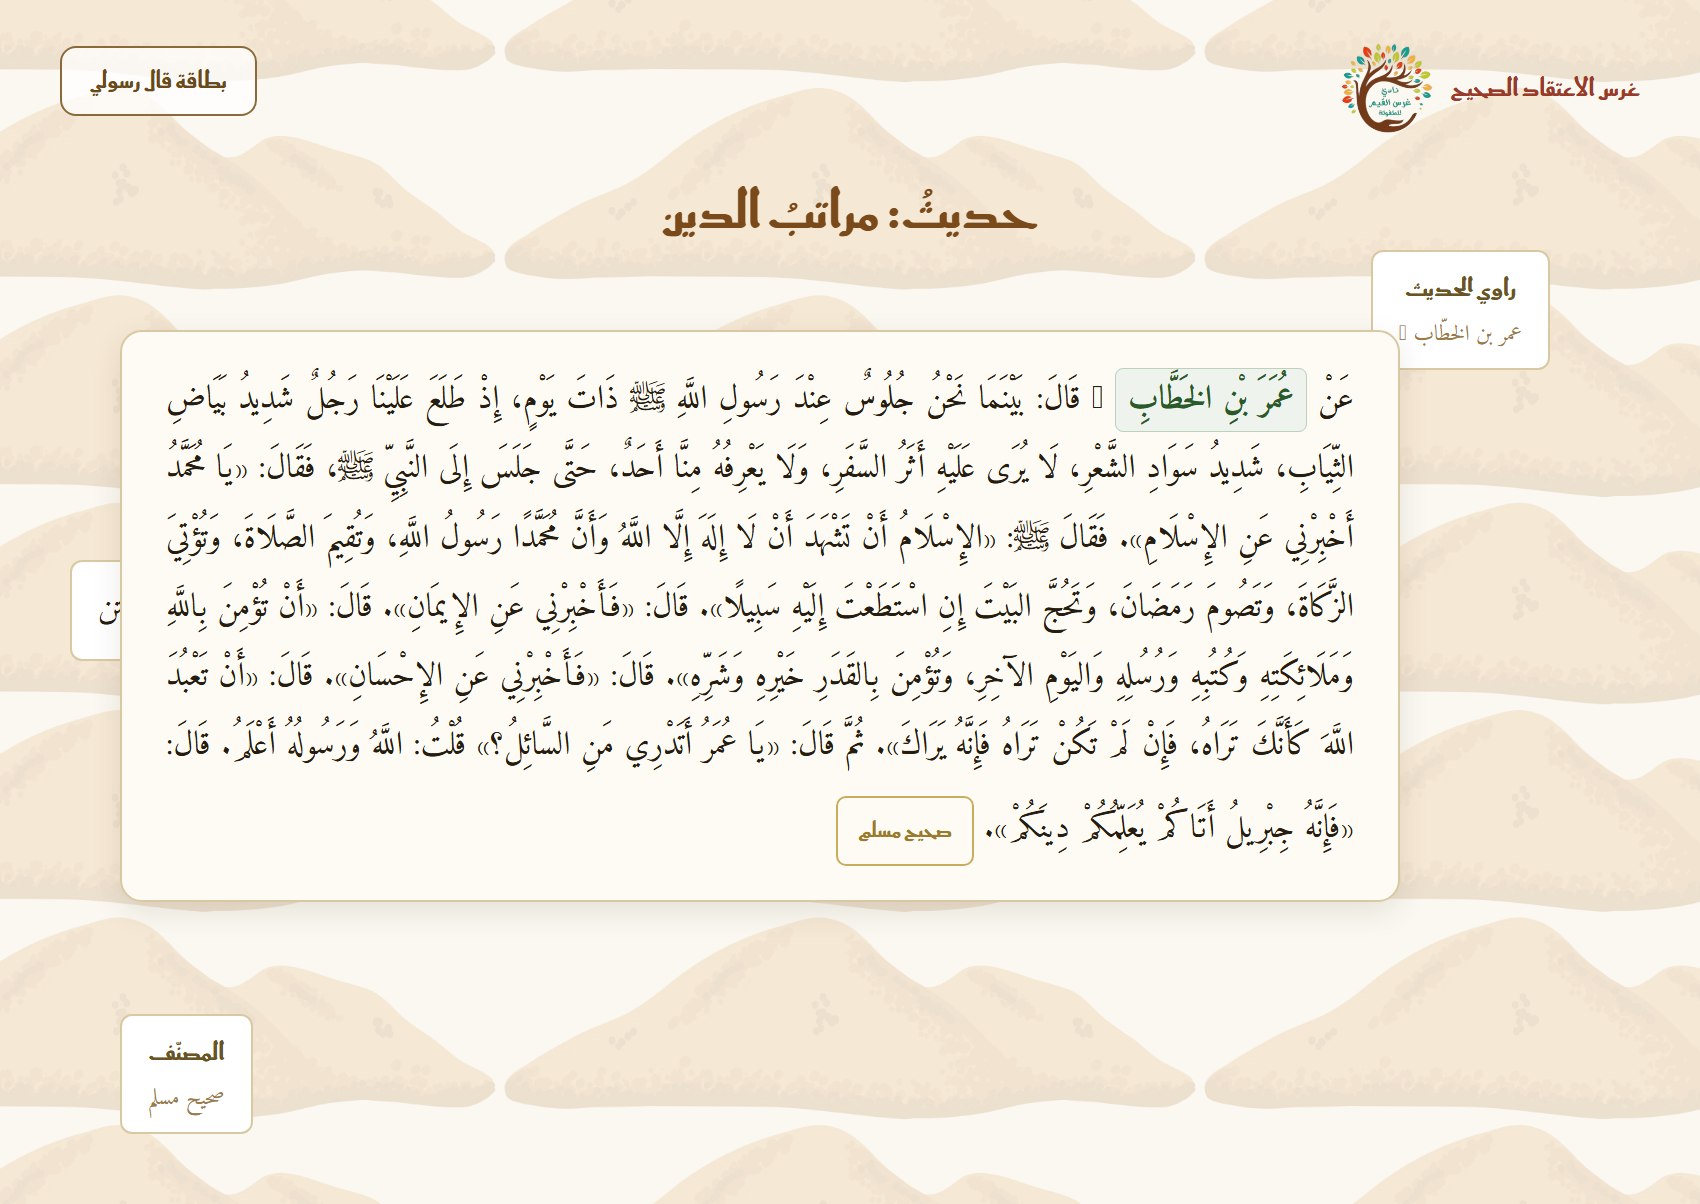 غرس الاعتقاد الصحيح
نادي
غرس القيم
بطاقة قال رسولي
حديثُ: مراتبُ الدين
راوي الحديث
عمر بن الخطّاب
عَنْ عُمَرَ بْنِ الخَطَّابِ قَالَ: بَيْنَمَا نَحْنُ جُلُوسٌ عِنْدَ رَسُولِ اللَّهِ ﷺ ذَاتَ يَوْمٍ، إِذْ طَلَعَ عَلَيْنَا رَجُلٌ شَدِيدُ بَيَاضِ
الثِّيَابِ، شَدِيدُ سَوَادِ الشَّعْرِ، لَا يُرَى عَلَيْهِ أَثَرُ السَّفَرِ، وَلَا يَعْرِفُهُ مِنَّا أَحَدٌ، حَتَّى جَلَسَ إِلَى النَّبِيِّ ﷺ، فَقَالَ: «يَا مُحَمَّدُ
أَخْبِرْنِي عَنِ الإِسْلَامِ». فَقَالَ ﷺ: «الإِسْلَامُ أَنْ تَشْهَدَ أَنْ لَا إِلَهَ إِلَّا اللَّهُ وَأَنَّ مُحَمَّدًا رَسُولُ اللَّهِ، وَتُقِيمَ الصَّلَاةَ، وَتُؤْتِيَ
الزَّكَاةَ، وَتَصُومَ رَمَضَانَ، وَتَحُجَّ البَيْتَ إِنِ اسْتَطَعْتَ إِلَيْهِ سَبِيلًا». قَالَ: «فَأَخْبِرْنِي عَنِ الإِيمَانِ». قَالَ: «أَنْ تُؤْمِنَ بِاللَّهِ
وَمَلَائِكَتِهِ وَكُتُبِهِ وَرُسُلِهِ وَاليَوْمِ الآخِرِ، وَتُؤْمِنَ بِالقَدَرِ خَيْرِهِ وَشَرِّهِ». قَالَ: «فَأَخْبِرْنِي عَنِ الإِحْسَانِ». قَالَ: «أَنْ تَعْبُدَ
اللَّهَ كَأَنَّكَ تَرَاهُ، فَإِنْ لَمْ تَكُنْ تَرَاهُ فَإِنَّهُ يَرَاكَ». ثُمَّ قَالَ: «يَا عُمَرُ أَتَدْرِي مَنِ السَّائِلُ؟» قُلْتُ: اللَّهُ وَرَسُولُهُ أَعْلَمُ. قَالَ:
«فَإِنَّهُ جِبْرِيلُ أَتَاكُمْ يُعَلِّمُكُمْ دِينَكُمْ». صحيح مسلم
المصنّف
صحيح مسلم